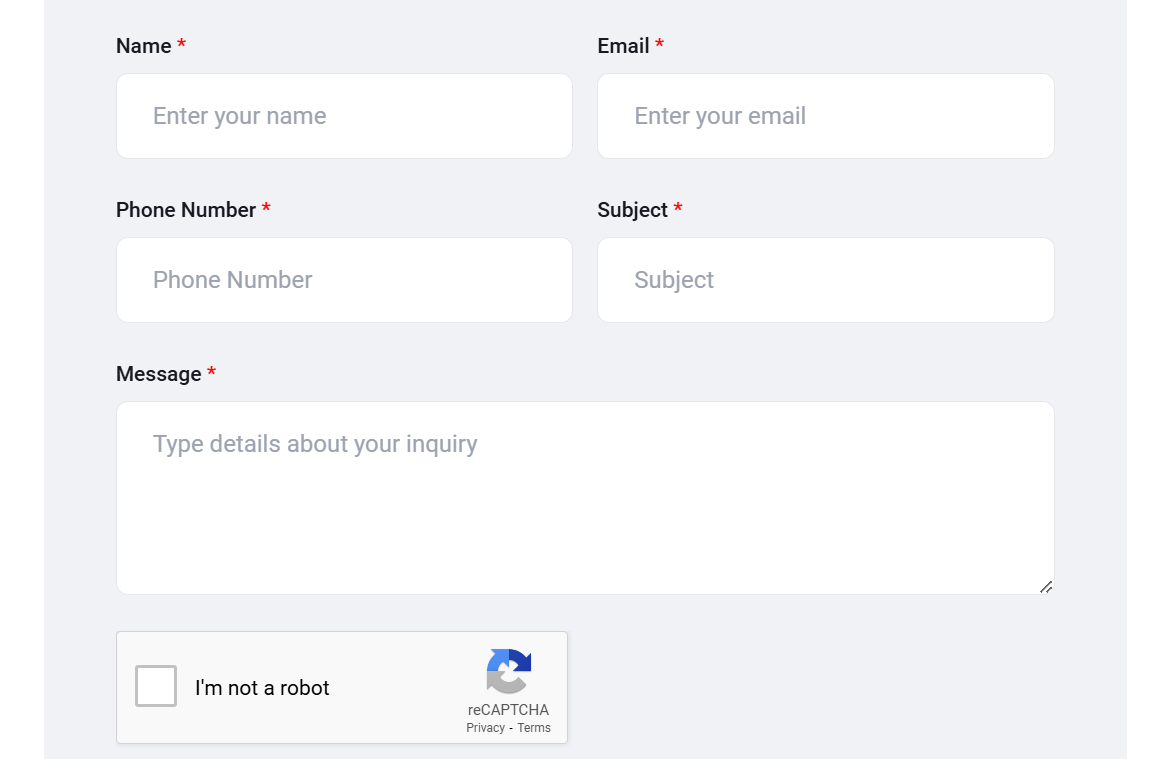 Name * Email *
Enter your name Enter your email
Phone Number * Subject *
Phone Number Subject
Message *
Type details about your inquiry
I'm not a robot
reCAPTCHA
Privacy - Terms